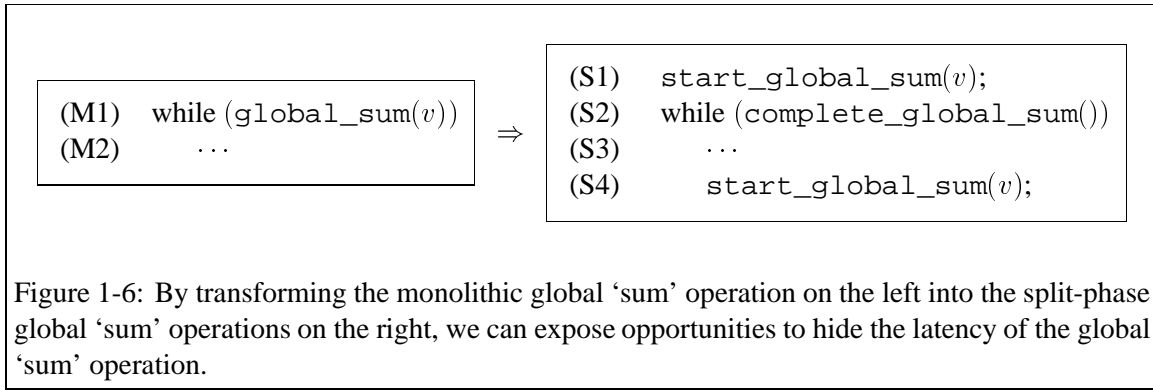 (M1) while (global_sum(v))
(M2) ...
⇒
(S1) start_global_sum(v);
(S2) while (complete_global_sum())
(S3) ...
(S4) start_global_sum(v);
Figure 1-6: By transforming the monolithic global ‘sum’ operation on the left into the split-phase
global ‘sum’ operations on the right, we can expose opportunities to hide the latency of the global
‘sum’ operation.